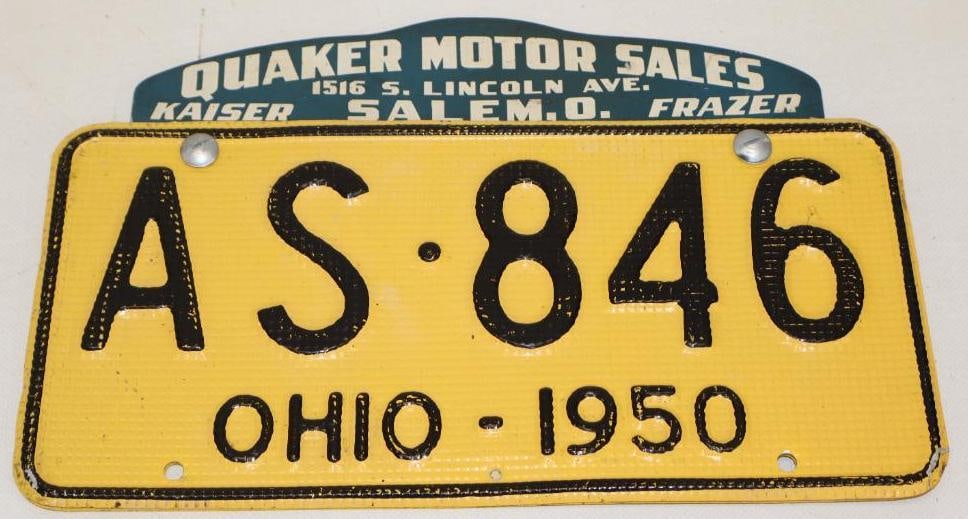 QUAKER MOTOR SALES
1516 S. LINCOLN AVE.
KAISER SALEM, O. FRAZER
AS·846
OHIO - 1950